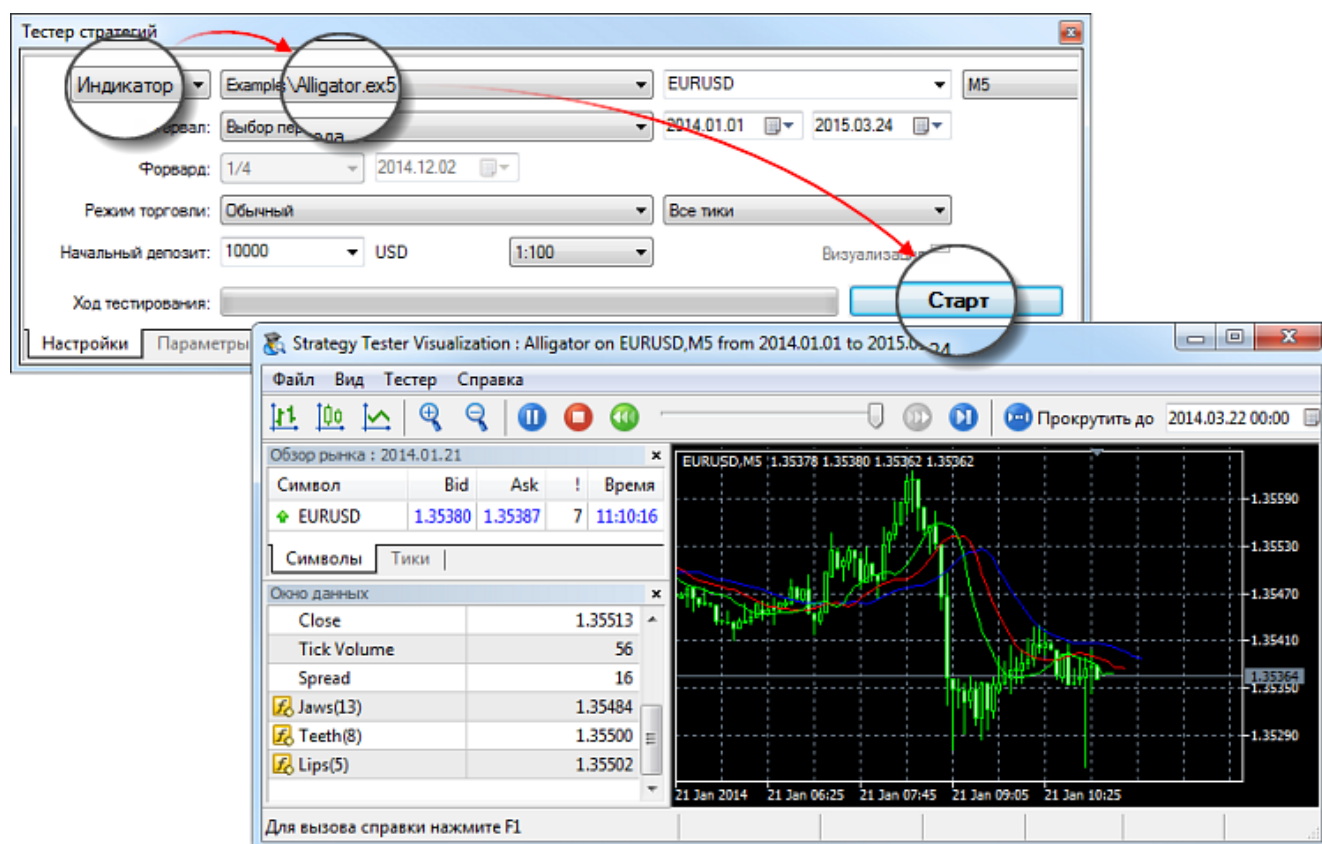 Тестер стратегий
Индикатор Examples\Alligator.ex5 EURUSD M5
Выбор периода 2014.01.01 2015.03.24
Форвард: 1/4 2014.12.02
Режим торговли: Обычный Все тики
Начальный депозит: 10000 USD 1:100
Ход тестирования: Старт
Настройки Параметры
Strategy Tester Visualization : Alligator on EURUSD,M5 from 2014.01.01 to 2015.03.24
Файл Вид Тестер Справка
Прокрутить до 2014.03.22 00:00
Обзор рынка : 2014.01.21
Символ Bid Ask ! Время
EURUSD 1.35380 1.35387 7 11:10:16
Символы Тики
Окно данных
Close 1.35513
Tick Volume 56
Spread 16
Jaws(13) 1.35484
Teeth(8) 1.35500
Lips(5) 1.35502
EURUSD,M5 1.35378 1.35380 1.35362 1.35362
1.35590
1.35530
1.35470
1.35410
1.35364
1.35350
1.35290
21 Jan 2014 21 Jan 06:25 21 Jan 07:45 21 Jan 09:05 21 Jan 10:25
Для вызова справки нажмите F1